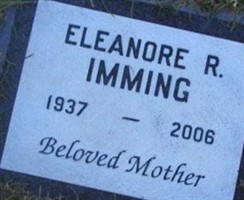 ELEANORE R.
IMMING
1937 – 2006
Beloved Mother